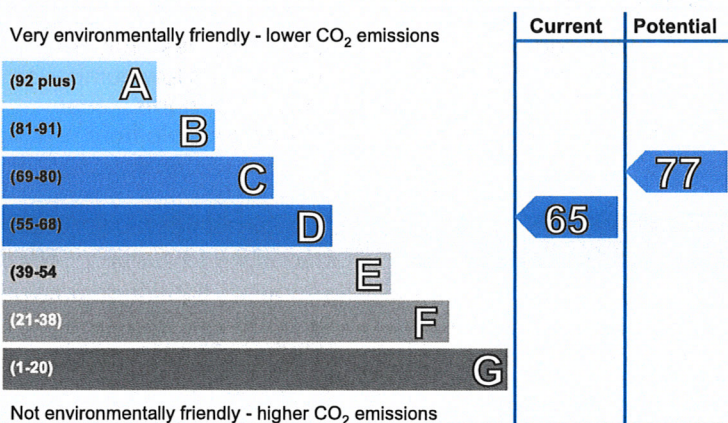 Current Potential
Very environmentally friendly - lower CO2 emissions
(92 plus) A
(81-91) B
(69-80) C
77
(55-68) D
65
(39-54 E
(21-38) F
(1-20) G
Not environmentally friendly - higher CO2 emissions